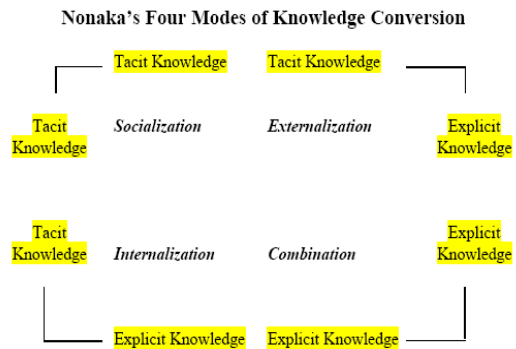 Nonaka’s Four Modes of Knowledge Conversion
Tacit Knowledge Tacit Knowledge
Tacit
Knowledge
Socialization
Externalization
Explicit
Knowledge
Tacit
Knowledge
Internalization
Combination
Explicit
Knowledge
Explicit Knowledge Explicit Knowledge